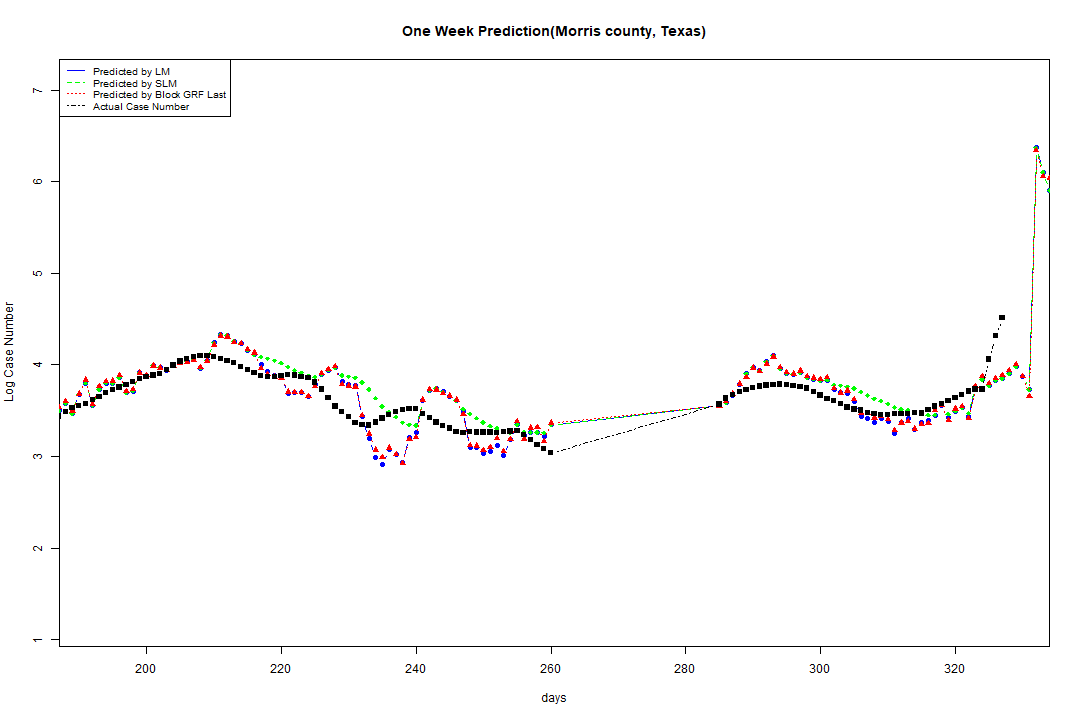 One Week Prediction(Morris county, Texas)
Predicted by LM
Predicted by SLM
Predicted by Block GRF Last
Actual Case Number
7
6
5
4
3
2
1
Log Case Number
200 220 240 260 280 300 320
days